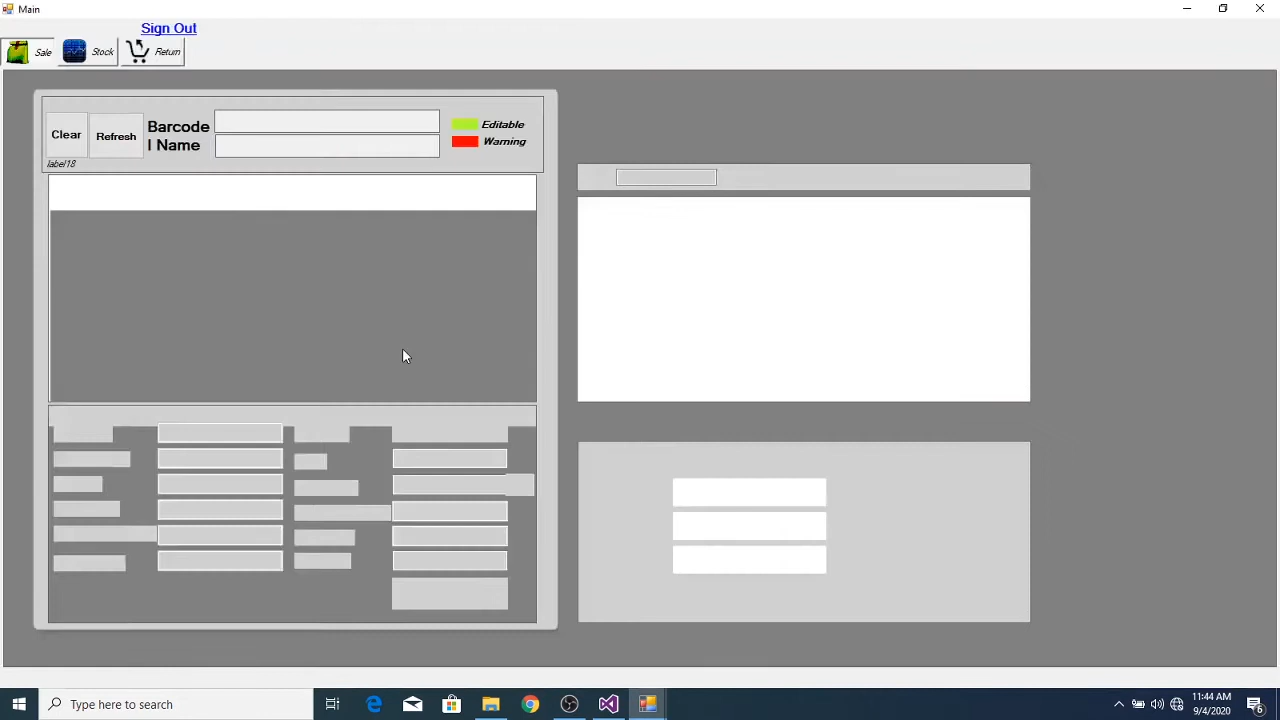 Main
Sign Out
Sale Stock Return
Clear Refresh Barcode Editable
l Name Warning
label18
Type here to search
11:44 AM
9/4/2020
6